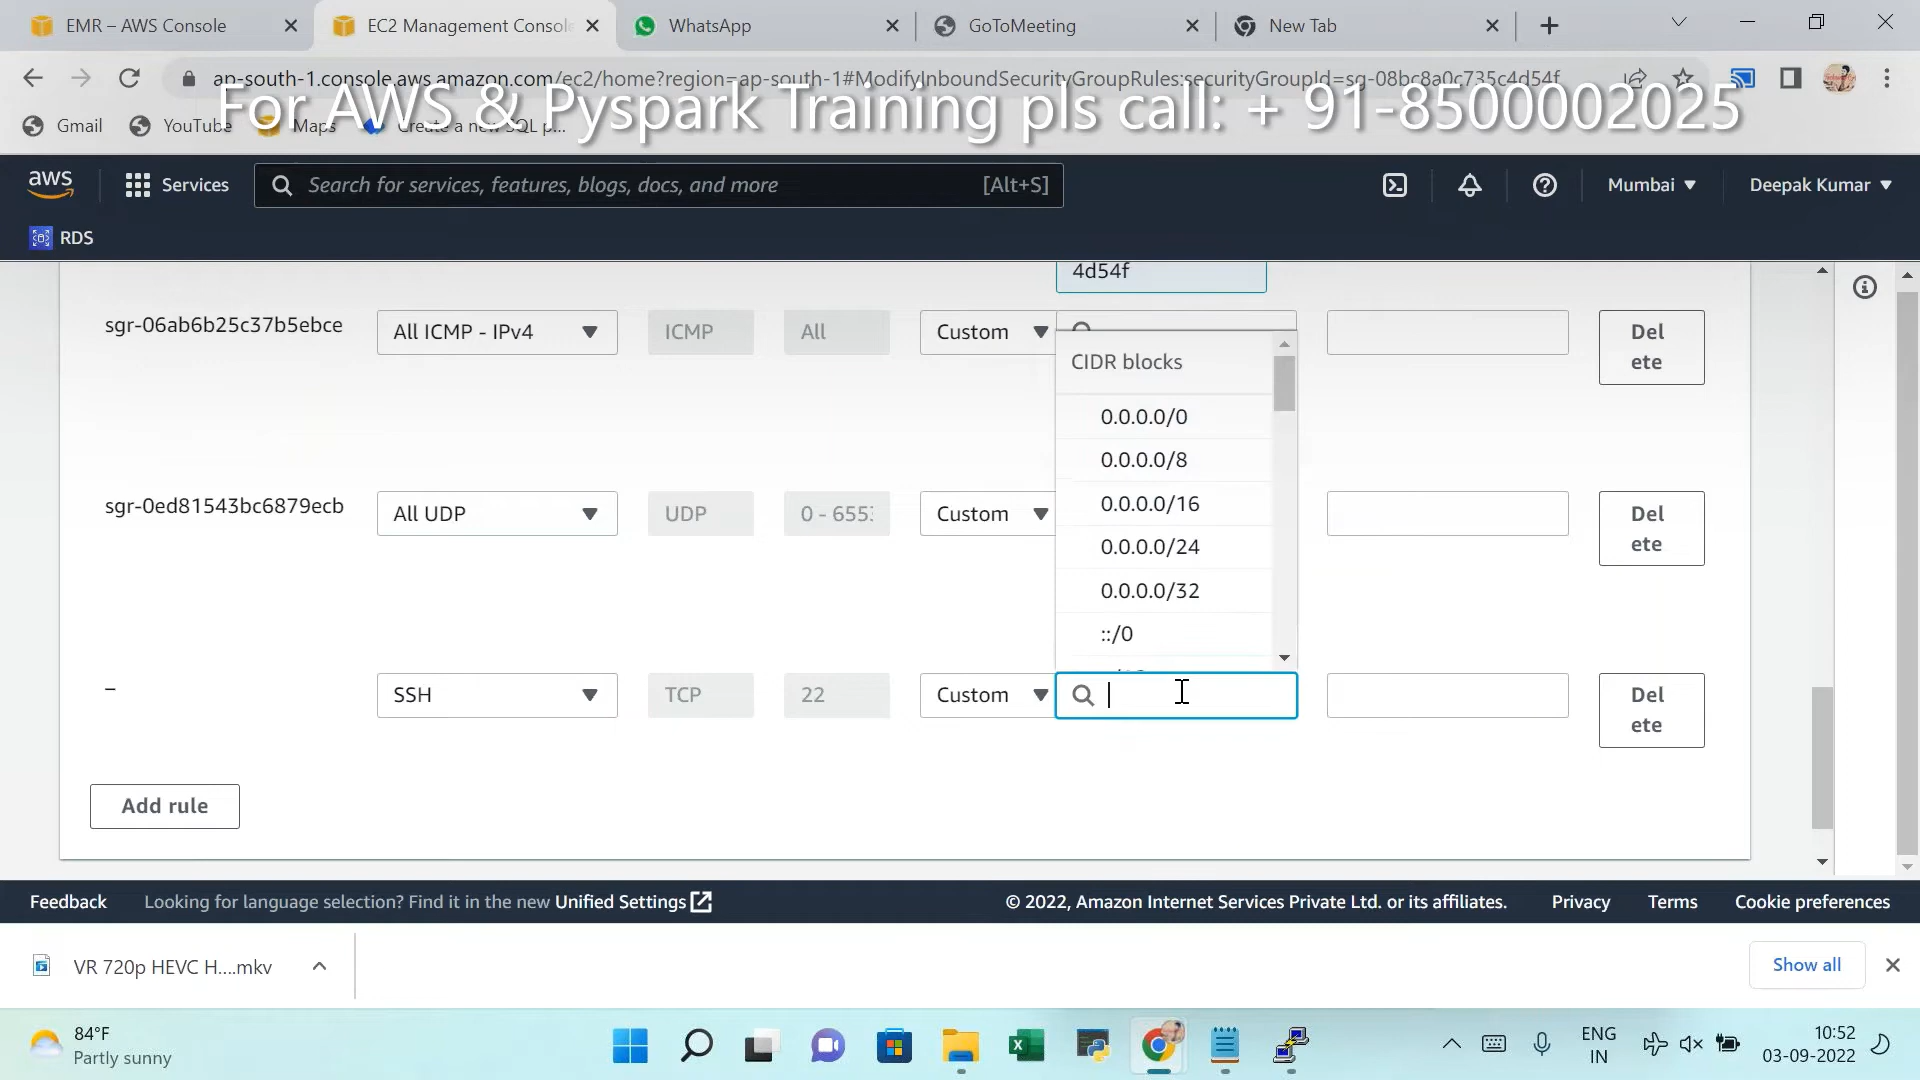 EMR – AWS Console
EC2 Management Console
WhatsApp
GoToMeeting
New Tab
ap-south-1.console.aws.amazon.com/ec2/home?region=ap-south-1#ModifyInboundSecurityGroupRules:securityGroupId=sg-08bc8a0c735c4d54f
For AWS & Pyspark Training pls call: + 91-8500002025
Gmail
YouTube
Maps
Create a new SQL p...
aws
Services
Search for services, features, blogs, docs, and more
[Alt+S]
Mumbai
Deepak Kumar
RDS
4d54f
sgr-06ab6b25c37b5ebce
All ICMP - IPv4
ICMP
All
Custom
Del
ete
CIDR blocks
0.0.0.0/0
0.0.0.0/8
0.0.0.0/16
0.0.0.0/24
0.0.0.0/32
::/0
sgr-0ed81543bc6879ecb
All UDP
UDP
0 - 6553
Custom
Del
ete
–
SSH
TCP
22
Custom
Del
ete
Add rule
Feedback
Looking for language selection? Find it in the new Unified Settings
© 2022, Amazon Internet Services Private Ltd. or its affiliates.
Privacy
Terms
Cookie preferences
VR 720p HEVC H....mkv
Show all
84°F
Partly sunny
ENG
IN
10:52
03-09-2022